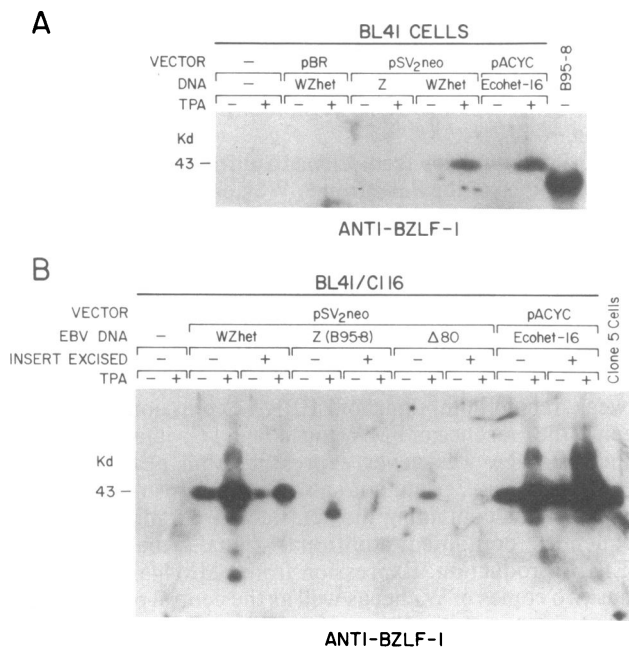 A
BL41 CELLS
VECTOR – pBR pSV2neo pACYC B95-8
DNA – WZhet Z WZhet Ecohet-16
TPA – + – + – + – + – + –
Kd
43 –
ANTI-BZLF-1
B
BL41/C116
VECTOR pSV2neo pACYC Clone 5 Cells
EBV DNA – WZhet Z (B95-8) Δ80 Ecohet-16
INSERT EXCISED – – + – + – + – +
TPA – + – + – + – + – + – + – + – + – +
Kd
43 –
ANTI-BZLF-1